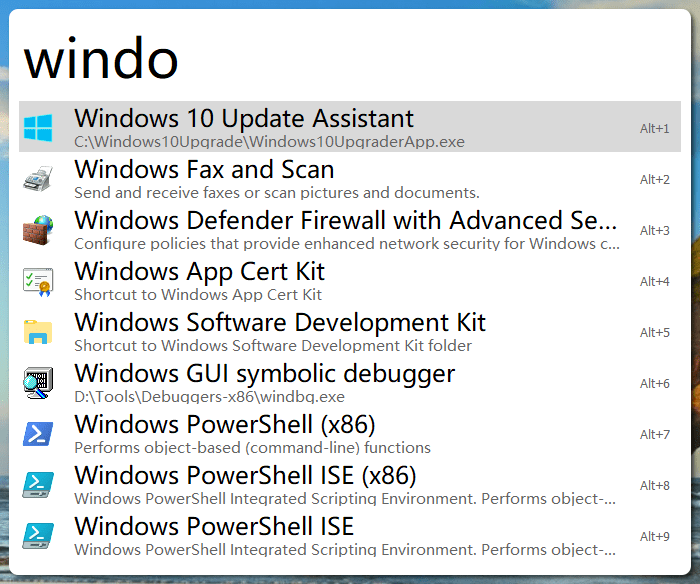 windo
Windows 10 Update Assistant
C:\Windows10Upgrade\Windows10UpgraderApp.exe
Alt+1
Windows Fax and Scan
Send and receive faxes or scan pictures and documents.
Alt+2
Windows Defender Firewall with Advanced Se...
Configure policies that provide enhanced network security for Windows c...
Alt+3
Windows App Cert Kit
Shortcut to Windows App Cert Kit
Alt+4
Windows Software Development Kit
Shortcut to Windows Software Development Kit folder
Alt+5
Windows GUI symbolic debugger
D:\Tools\Debuggers-x86\windbg.exe
Alt+6
Windows PowerShell (x86)
Performs object-based (command-line) functions
Alt+7
Windows PowerShell ISE (x86)
Windows PowerShell Integrated Scripting Environment. Performs object-...
Alt+8
Windows PowerShell ISE
Windows PowerShell Integrated Scripting Environment. Performs object-...
Alt+9